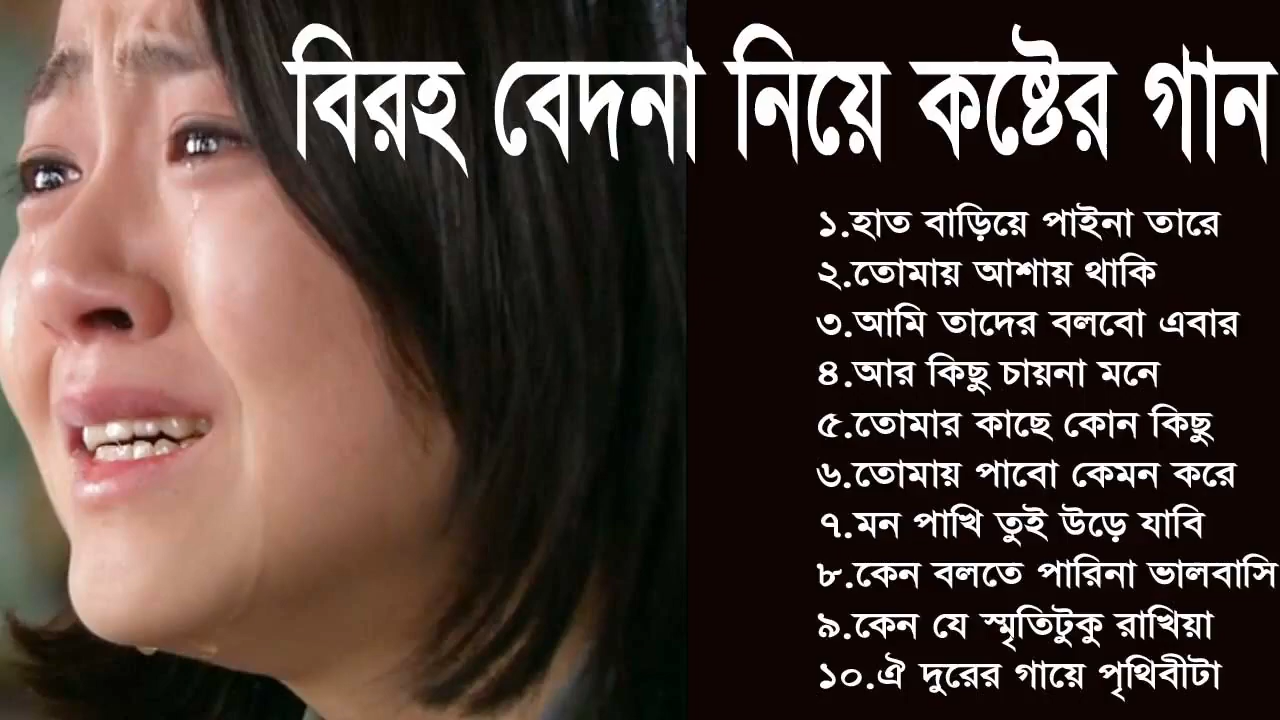 বিরহ বেদনা নিয়ে কষ্টের গান
১.হাত বাড়িয়ে পাইনা তারে
২.তোমায় আশায় থাকি
৩.আমি তাদের বলবো এবার
৪.আর কিছু চায়না মনে
৫.তোমার কাছে কোন কিছু
৬.তোমায় পাবো কেমন করে
৭.মন পাখি তুই উড়ে যাবি
৮.কেন বলতে পারিনা ভালবাসি
৯.কেন যে স্মৃতিটুকু রাখিয়া
১০.ঐ দুরের গায়ে পৃথিবীটা